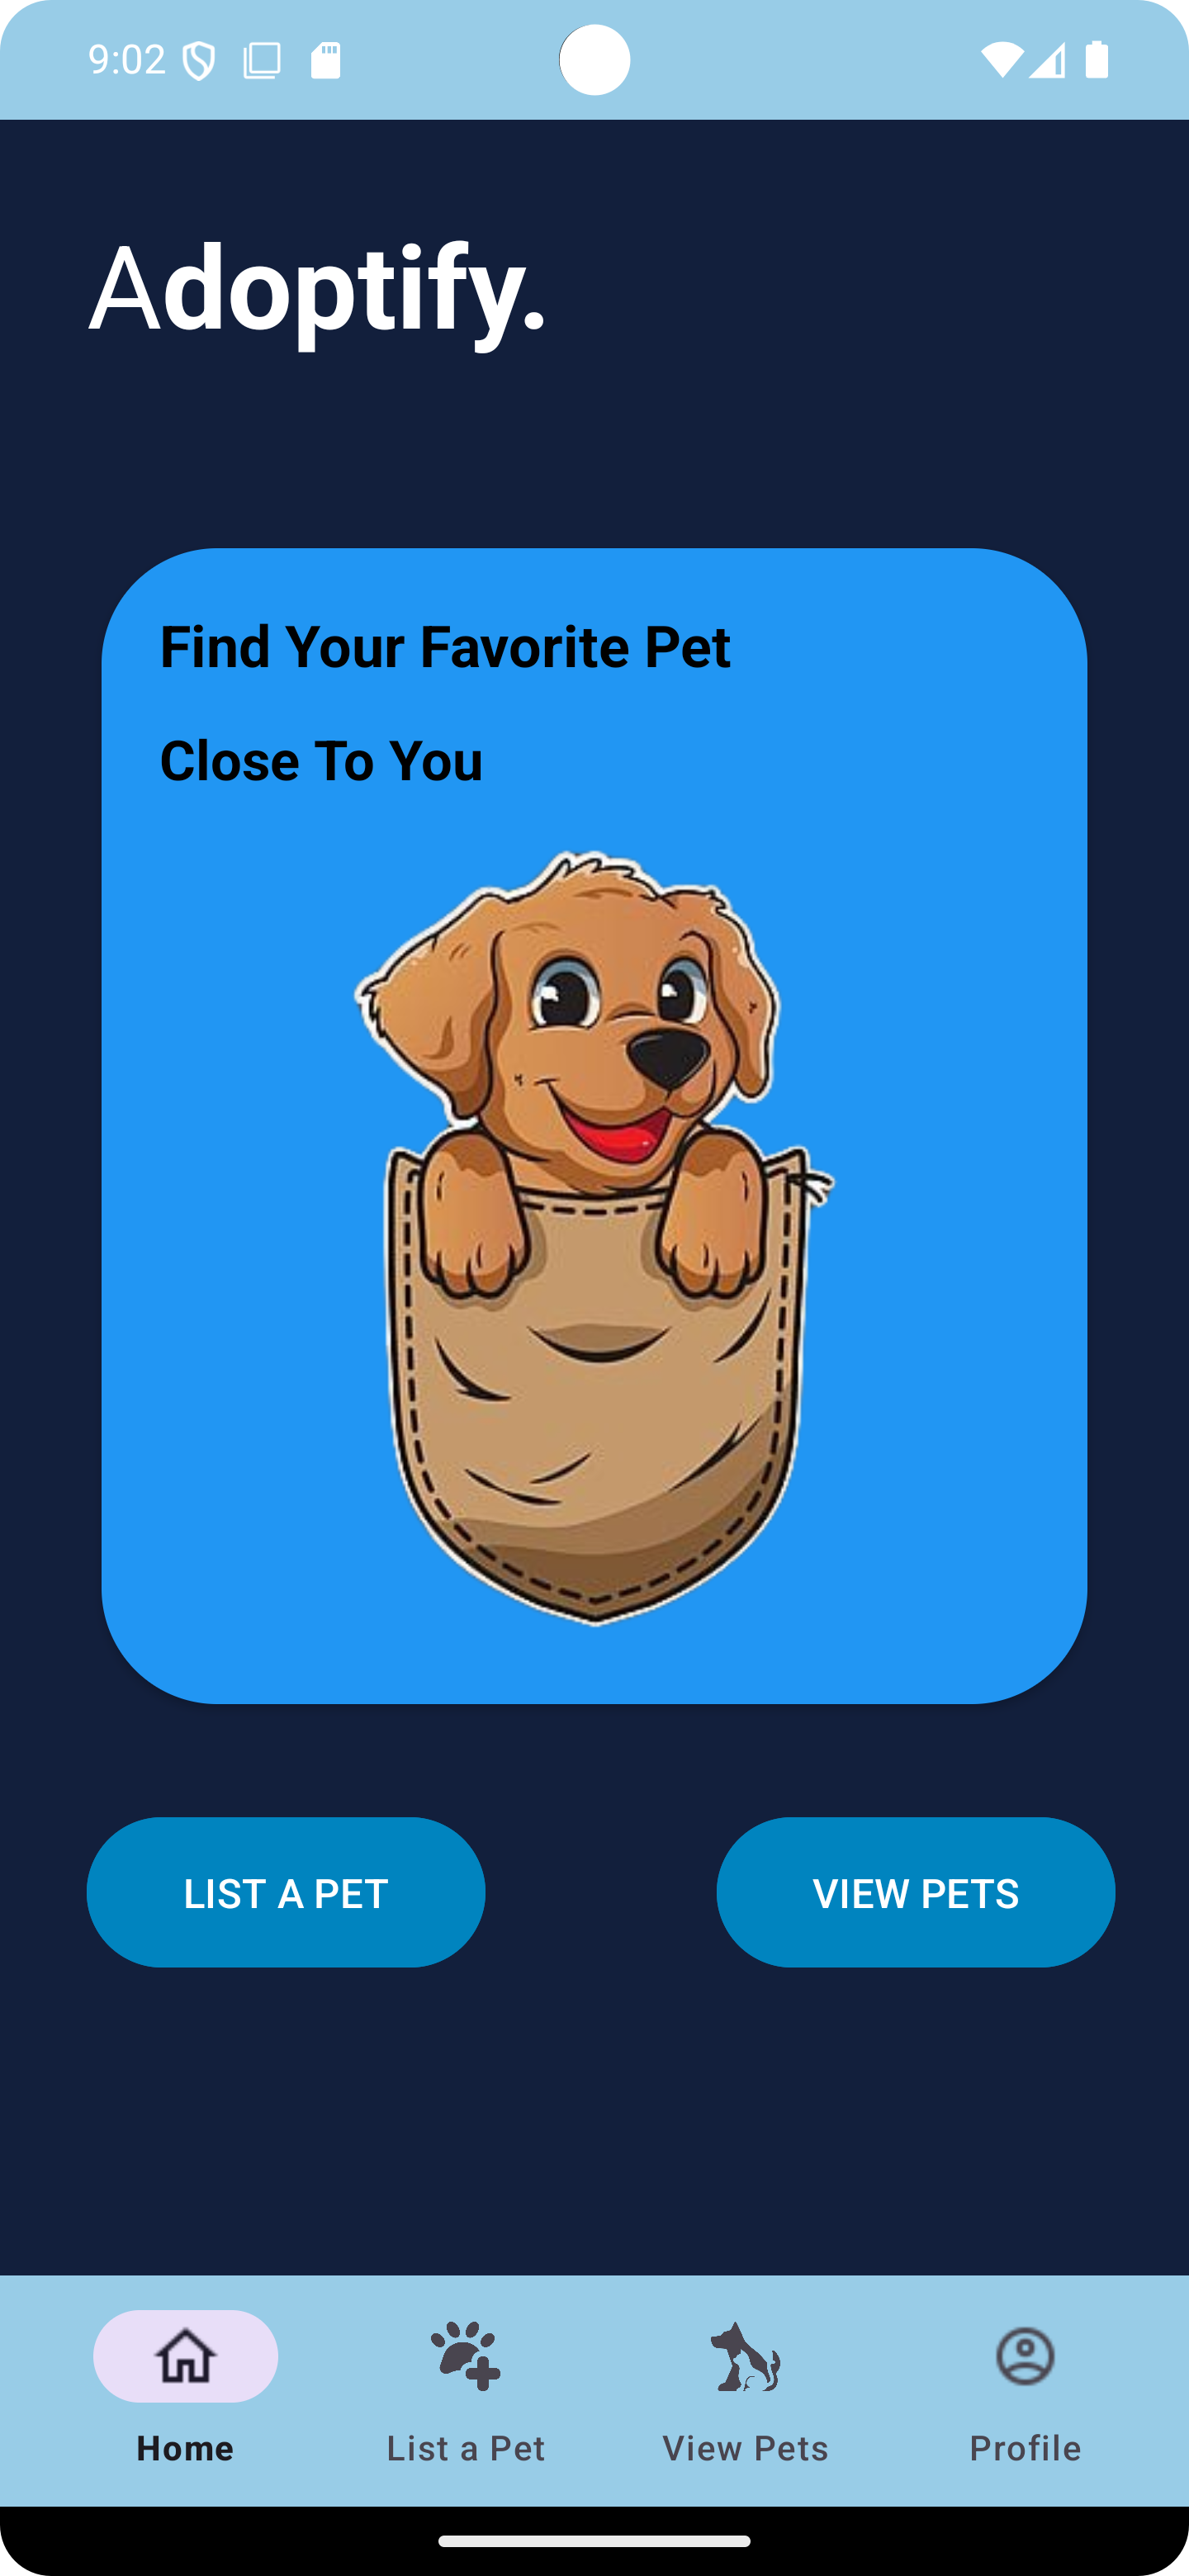 9:02
Adoptify.
Find Your Favorite Pet
Close To You
LIST A PET
VIEW PETS
Home
List a Pet
View Pets
Profile